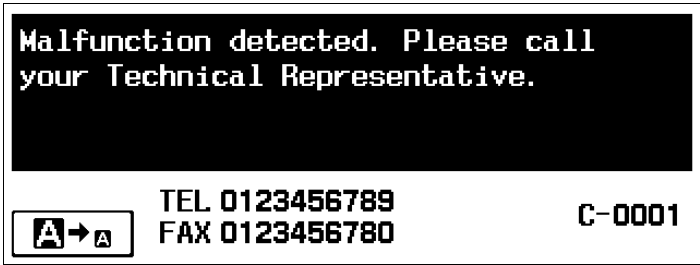 Malfunction detected. Please call
your Technical Representative.
TEL 0123456789
FAX 0123456780
C-0001
A→A